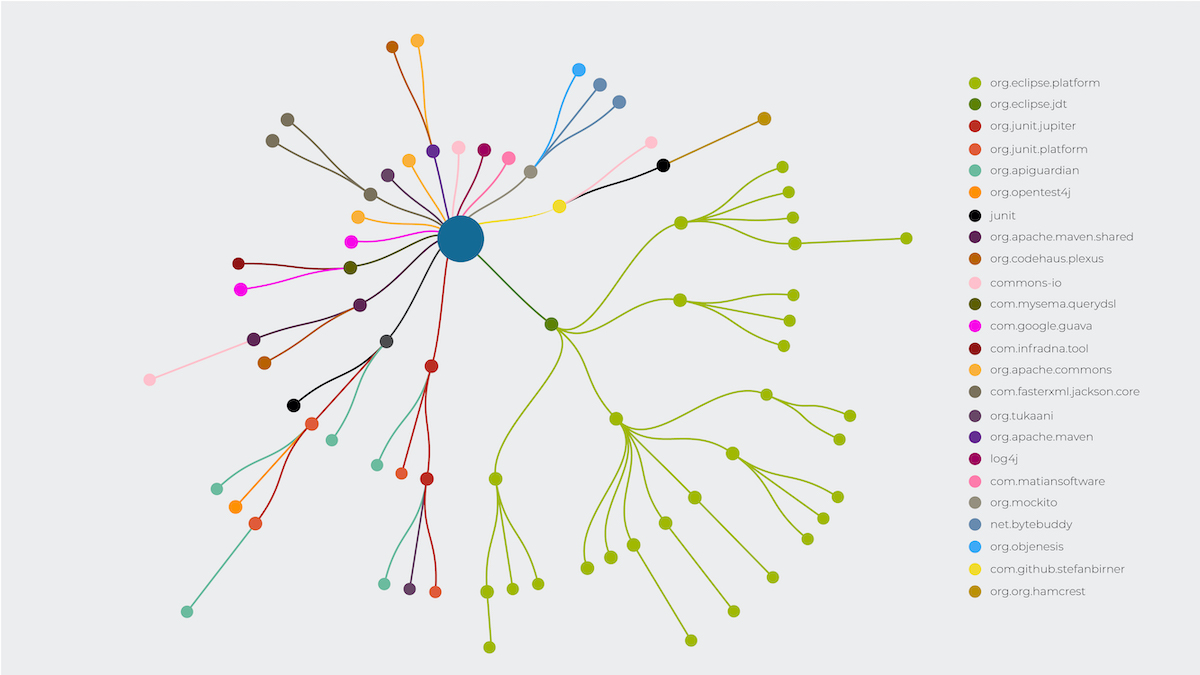 org.eclipse.platform
org.eclipse.jdt
org.junit.jupiter
org.junit.platform
org.apiguardian
org.opentest4j
junit
org.apache.maven.shared
org.codehaus.plexus
commons-io
com.mysema.querydsl
com.google.guava
com.infradna.tool
org.apache.commons
com.fasterxml.jackson.core
org.tukaani
org.apache.maven
log4j
com.matiansoftware
org.mockito
net.bytebuddy
org.objenesis
com.github.stefanbirner
org.org.hamcrest